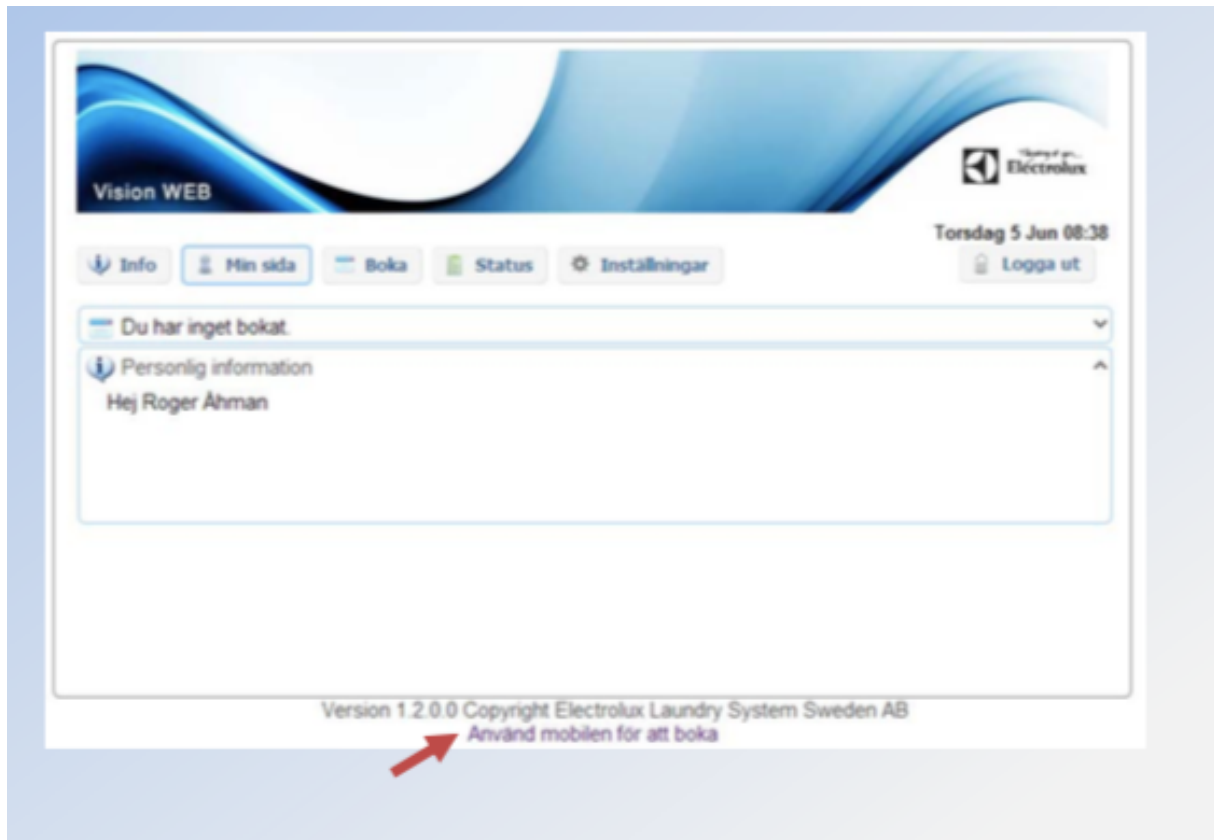 Vision WEB
Electrolux
Torsdag 5 Jun 08:38
Info Min sida Boka Status Inställningar Logga ut
Du har inget bokat.
Personlig information
Hej Roger Åhman
Version 1.2.0.0 Copyright Electrolux Laundry System Sweden AB
Använd mobilen för att boka